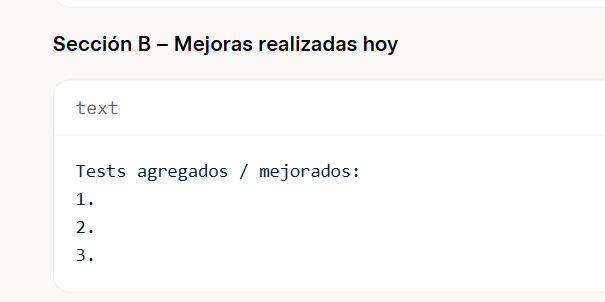 Sección B – Mejoras realizadas hoy
text
Tests agregados / mejorados:
1.
2.
3.